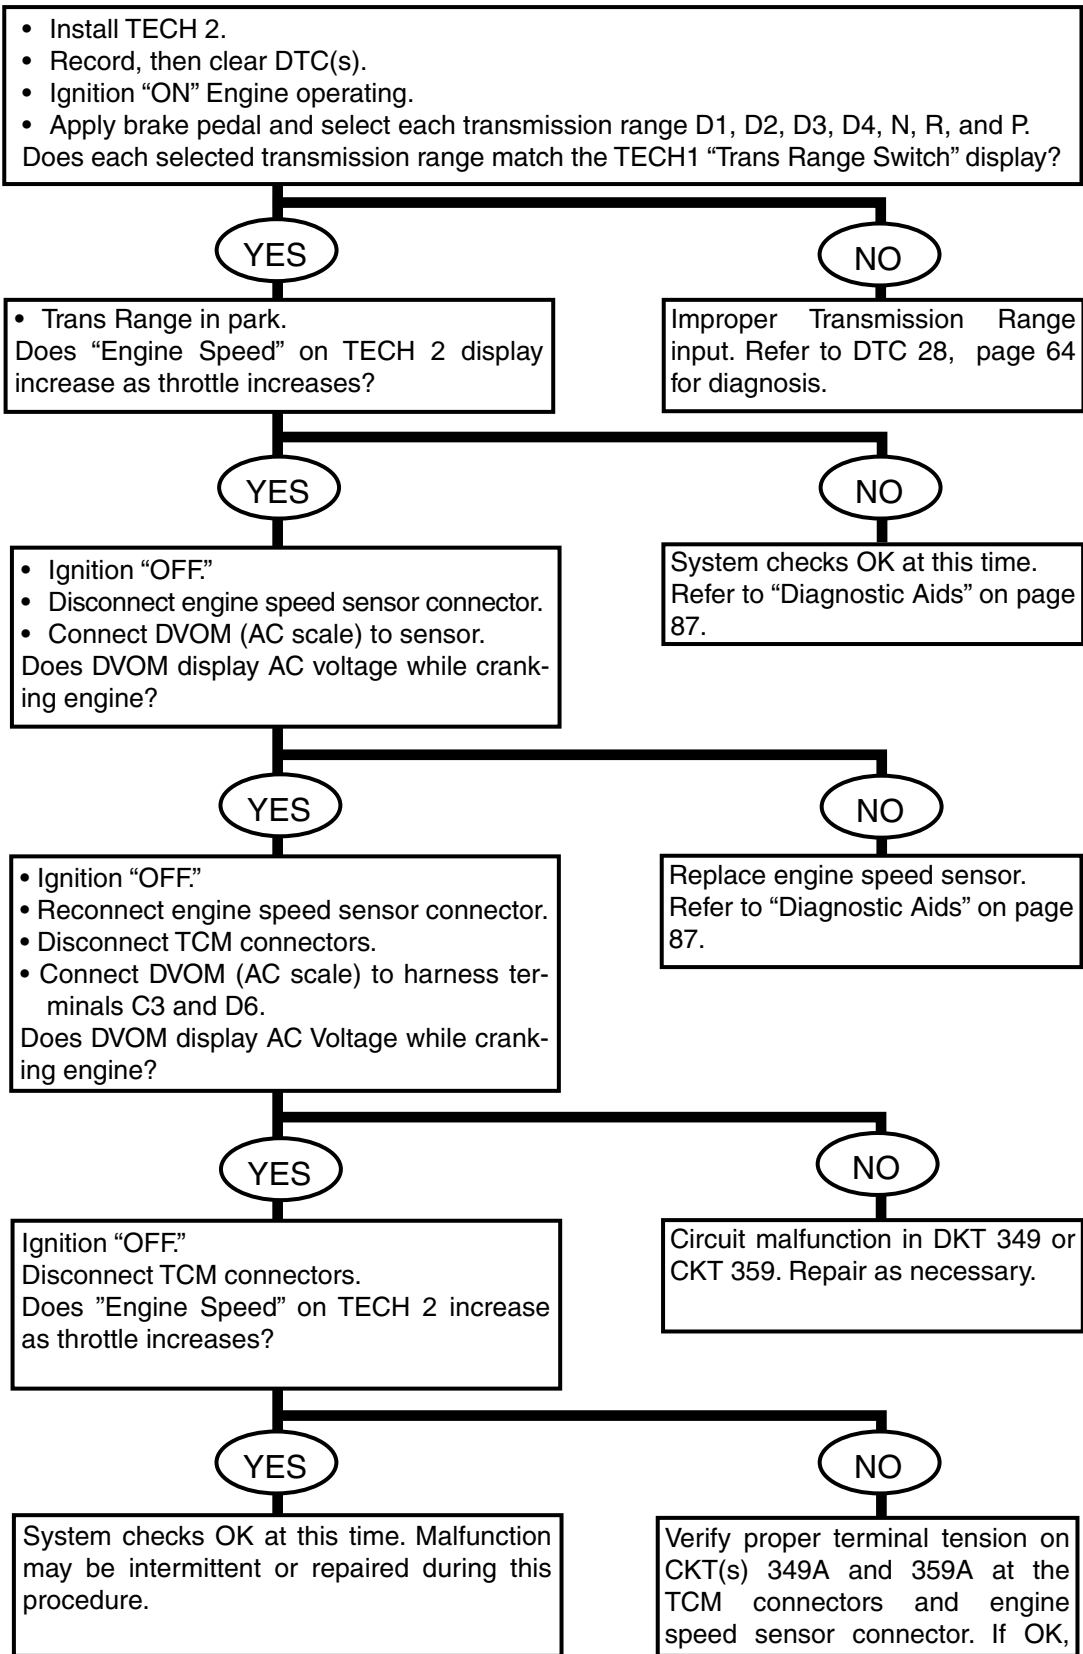 • Install TECH 2.
• Record, then clear DTC(s).
• Ignition “ON” Engine operating.
• Apply brake pedal and select each transmission range D1, D2, D3, D4, N, R, and P.
Does each selected transmission range match the TECH1 “Trans Range Switch” display?
YES
NO
• Trans Range in park.
Does “Engine Speed” on TECH 2 display
increase as throttle increases?
Improper Transmission Range
input. Refer to DTC 28, page 64
for diagnosis.
YES
NO
• Ignition “OFF.”
• Disconnect engine speed sensor connector.
• Connect DVOM (AC scale) to sensor.
Does DVOM display AC voltage while crank-
ing engine?
System checks OK at this time.
Refer to “Diagnostic Aids” on page
87.
YES
NO
• Ignition “OFF.”
• Reconnect engine speed sensor connector.
• Disconnect TCM connectors.
• Connect DVOM (AC scale) to harness ter-
minals C3 and D6.
Does DVOM display AC Voltage while crank-
ing engine?
Replace engine speed sensor.
Refer to “Diagnostic Aids” on page
87.
YES
NO
Ignition “OFF.”
Disconnect TCM connectors.
Does ”Engine Speed” on TECH 2 increase
as throttle increases?
Circuit malfunction in DKT 349 or
CKT 359. Repair as necessary.
YES
NO
System checks OK at this time. Malfunction
may be intermittent or repaired during this
procedure.
Verify proper terminal tension on
CKT(s) 349A and 359A at the
TCM connectors and engine
speed sensor connector. If OK,